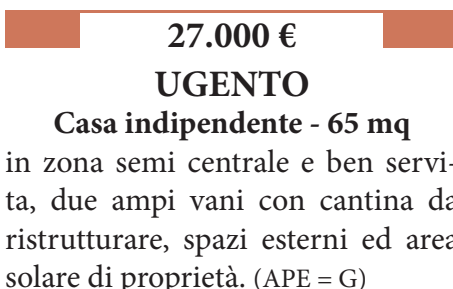 27.000 €
UGENTO
Casa indipendente - 65 mq
in zona semi centrale e ben servi-
ta, due ampi vani con cantina da
ristrutturare, spazi esterni ed area
solare di proprietà. (APE = G)